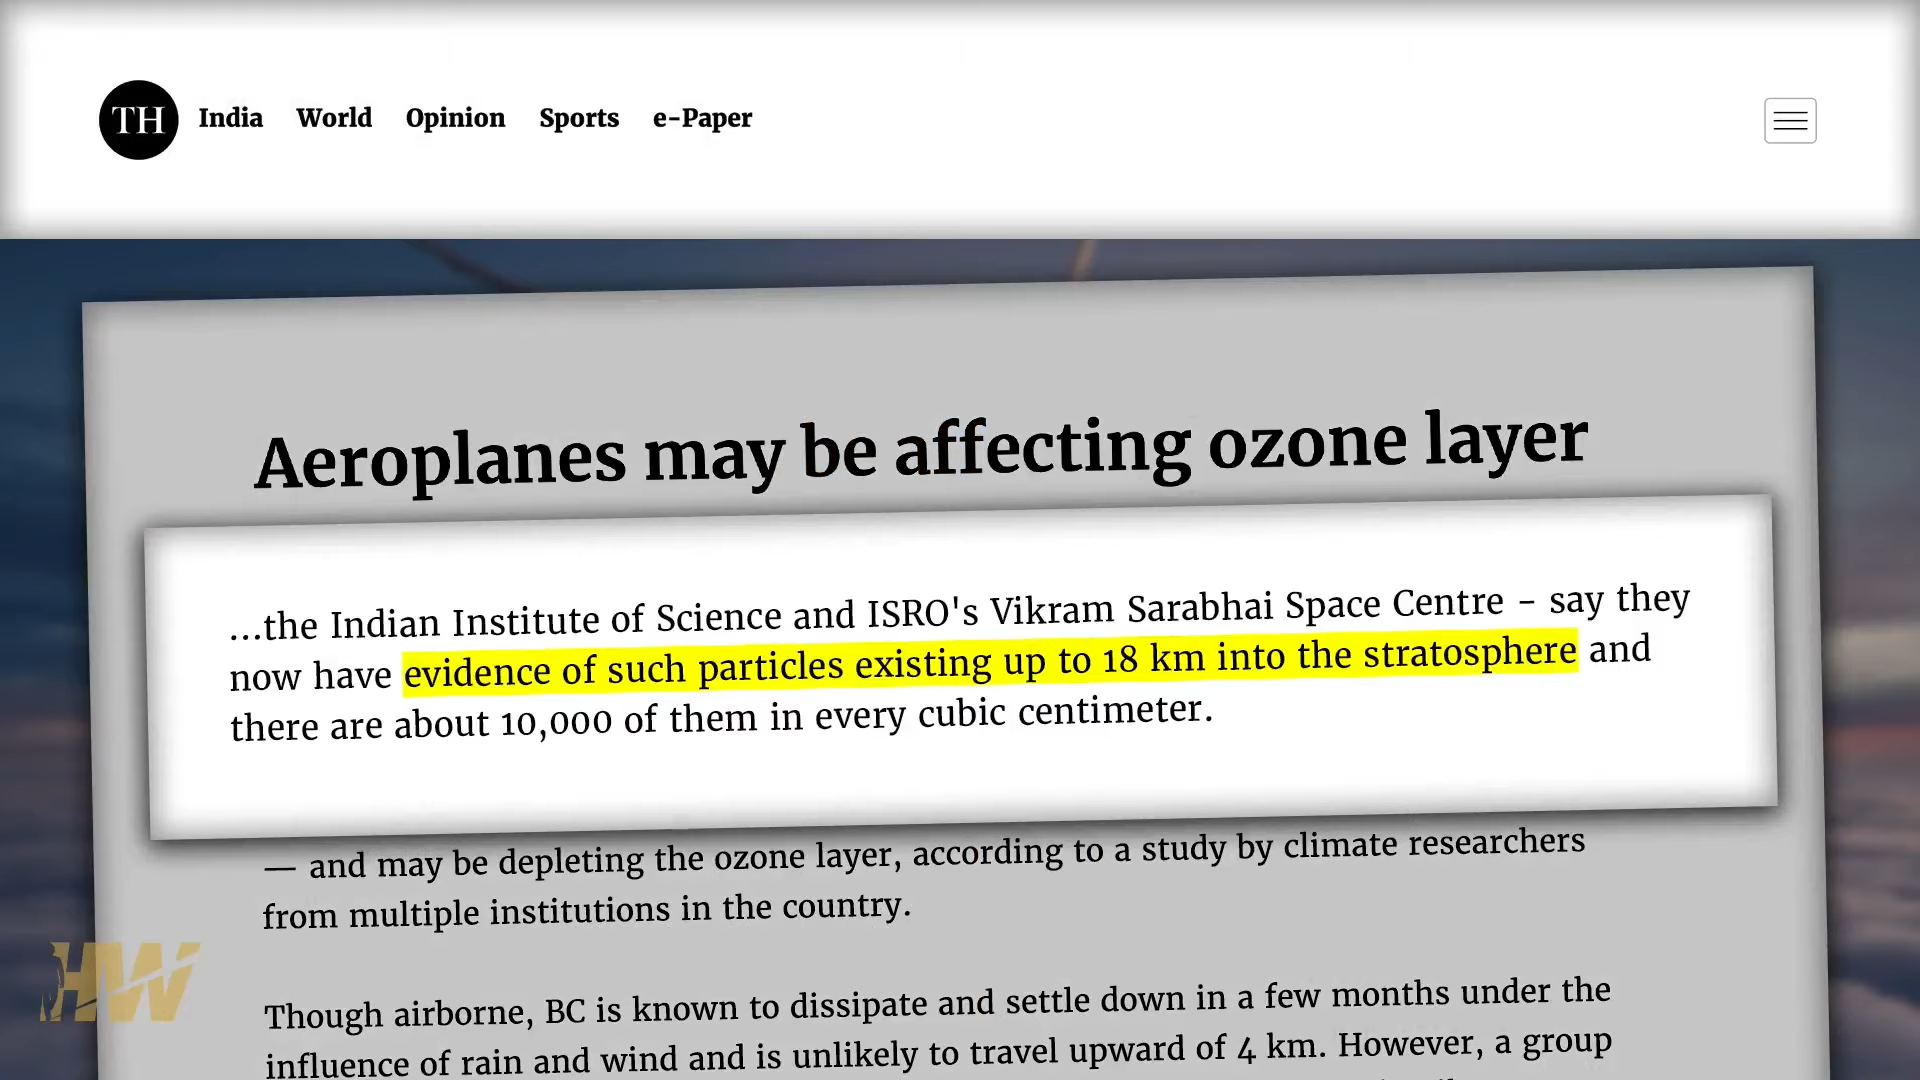 TH India World Opinion Sports e-Paper
Aeroplanes may be affecting ozone layer
...the Indian Institute of Science and ISRO's Vikram Sarabhai Space Centre - say they
now have evidence of such particles existing up to 18 km into the stratosphere and
there are about 10,000 of them in every cubic centimeter.
— and may be depleting the ozone layer, according to a study by climate researchers
from multiple institutions in the country.
Though airborne, BC is known to dissipate and settle down in a few months under the
influence of rain and wind and is unlikely to travel upward of 4 km. However, a group
HW